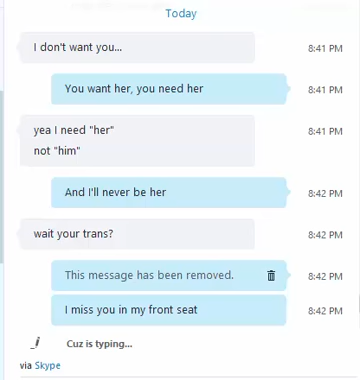 Today
I don't want you...
8:41 PM
You want her, you need her
8:41 PM
yea I need "her"
8:41 PM
not "him"
And I'll never be her
8:42 PM
wait your trans?
8:42 PM
This message has been removed.
8:42 PM
I miss you in my front seat
8:42 PM
Cuz is typing...
via Skype